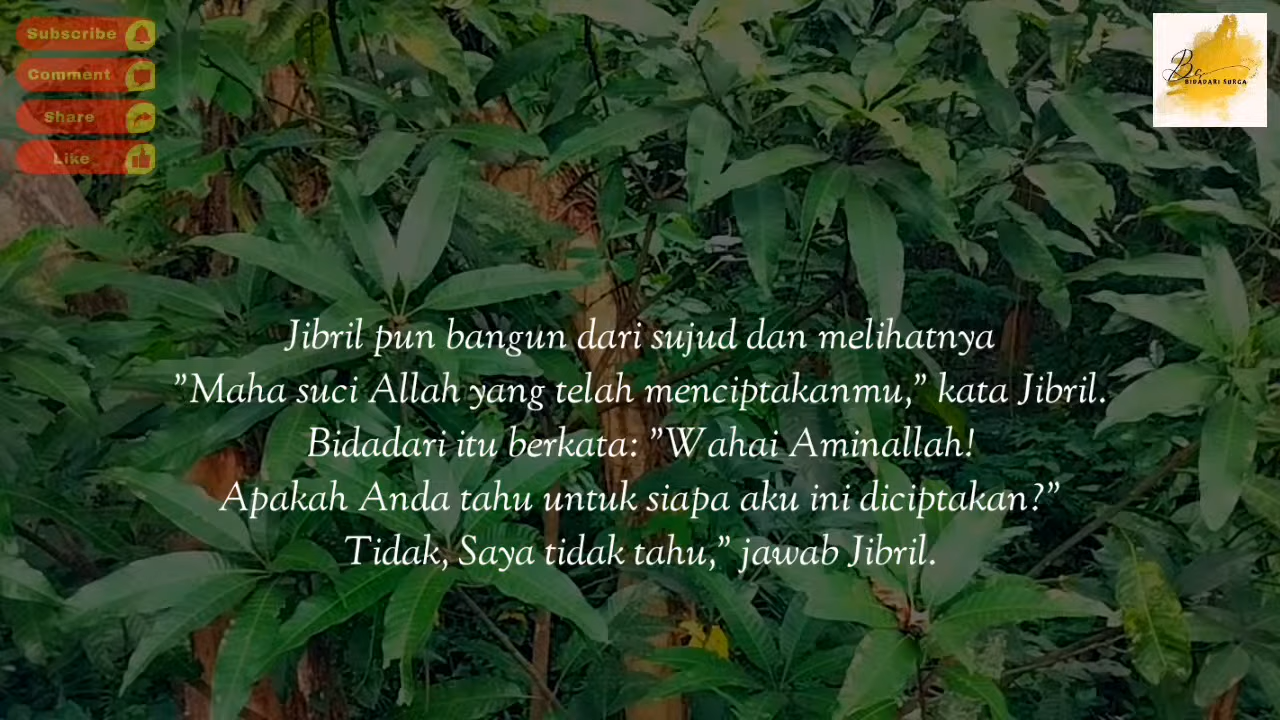 Subscribe
Comment
Share
Like
Bs
BIDADARI SURGA
Jibril pun bangun dari sujud dan melihatnya
”Maha suci Allah yang telah menciptakanmu,” kata Jibril.
Bidadari itu berkata: ”Wahai Aminallah!
Apakah Anda tahu untuk siapa aku ini diciptakan?”
Tidak, Saya tidak tahu,” jawab Jibril.